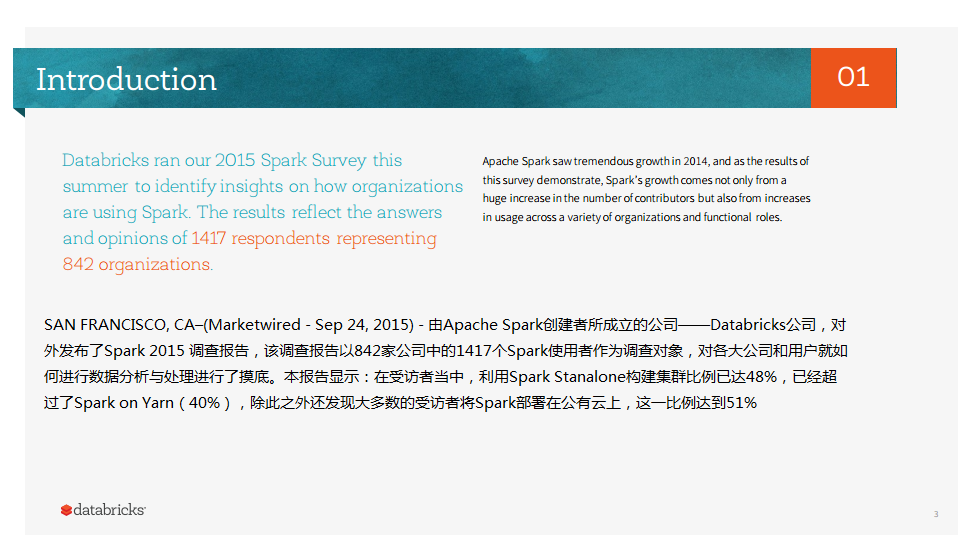 Introduction
01
Databricks ran our 2015 Spark Survey this
summer to identify insights on how organizations
are using Spark. The results reflect the answers
and opinions of 1417 respondents representing
842 organizations.
Apache Spark saw tremendous growth in 2014, and as the results of
this survey demonstrate, Spark's growth comes not only from a
huge increase in the number of contributors but also from increases
in usage across a variety of organizations and functional roles.
SAN FRANCISCO, CA–(Marketwired - Sep 24, 2015) - 由Apache Spark创建者所成立的公司——Databricks公司，对
外发布了Spark 2015 调查报告，该调查报告以842家公司中的1417个Spark使用者作为调查对象，对各大公司和用户就如
何进行数据分析与处理进行了摸底。本报告显示：在受访者当中，利用Spark Stanalone构建集群比例已达48%，已经超
过了Spark on Yarn（40%），除此之外还发现大多数的受访者将Spark部署在公有云上，这一比例达到51%
databricks
3